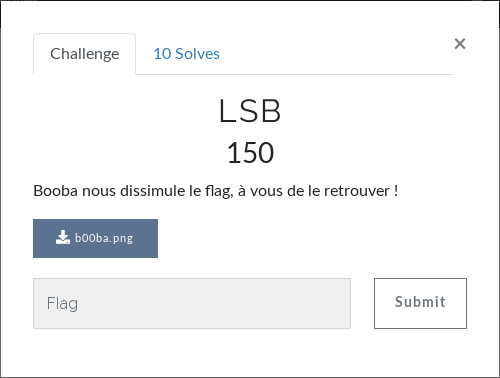 Challenge
10 Solves
×
LSB
150
Booba nous dissimule le flag, à vous de le retrouver !
b00ba.png
Flag
Submit